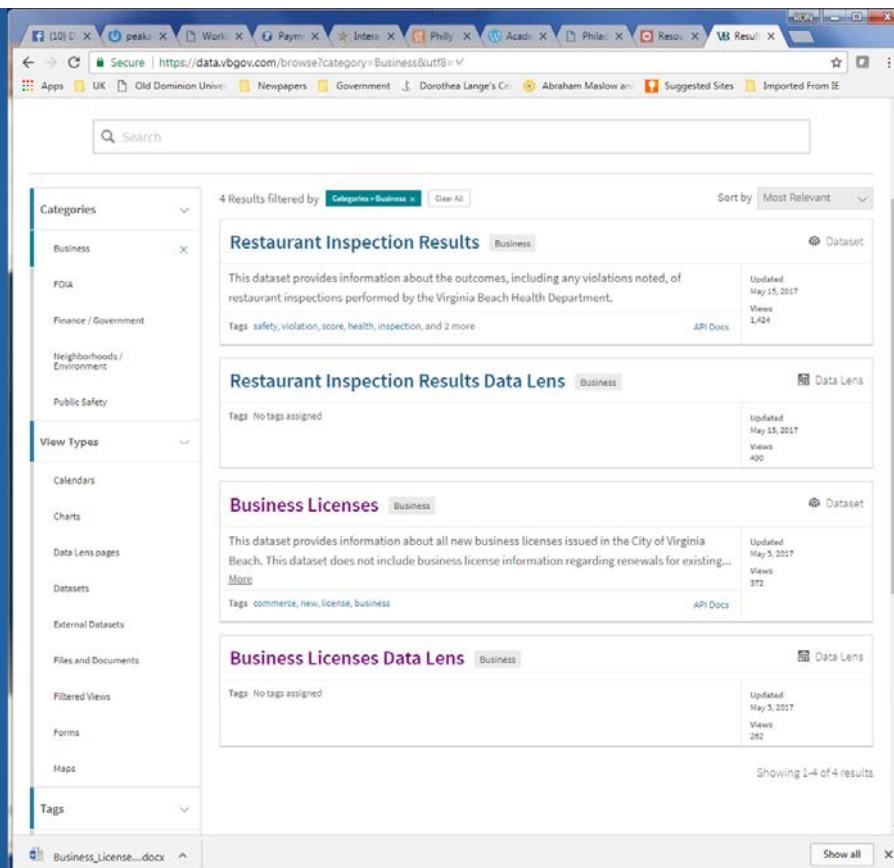 RON
(10) D
peaka
Worki
Paym
Intera
Philly
Acade
Philac
Resou
Result
Secure | https://data.vbgov.com/browse?category=Business&utf8=✓
Apps UK Old Dominion Univer Newpapers Government Dorothea Lange's Ce Abraham Maslow and Suggested Sites Imported From IE
Search
Categories
Business
FOIA
Finance / Government
Neighborhoods /
Environment
Public Safety
View Types
Calendars
Charts
Data Lens pages
Datasets
External Datasets
Files and Documents
Filtered Views
Forms
Maps
Tags
4 Results filtered by Categories > Business × Clear All
Sort by Most Relevant
Restaurant Inspection Results Business
Dataset
This dataset provides information about the outcomes, including any violations noted, of
restaurant inspections performed by the Virginia Beach Health Department.
Tags safety, violation, score, health, inspection, and 2 more
API Docs
Updated
May 15, 2017
Views
1,424
Restaurant Inspection Results Data Lens Business
Data Lens
Tags No tags assigned
Updated
May 15, 2017
Views
490
Business Licenses Business
Dataset
This dataset provides information about all new business licenses issued in the City of Virginia
Beach. This dataset does not include business license information regarding renewals for existing...
More
Tags commerce, new, license, business
API Docs
Updated
May 5, 2017
Views
372
Business Licenses Data Lens Business
Data Lens
Tags No tags assigned
Updated
May 5, 2017
Views
282
Showing 1-4 of 4 results
Business_License....docx
Show all